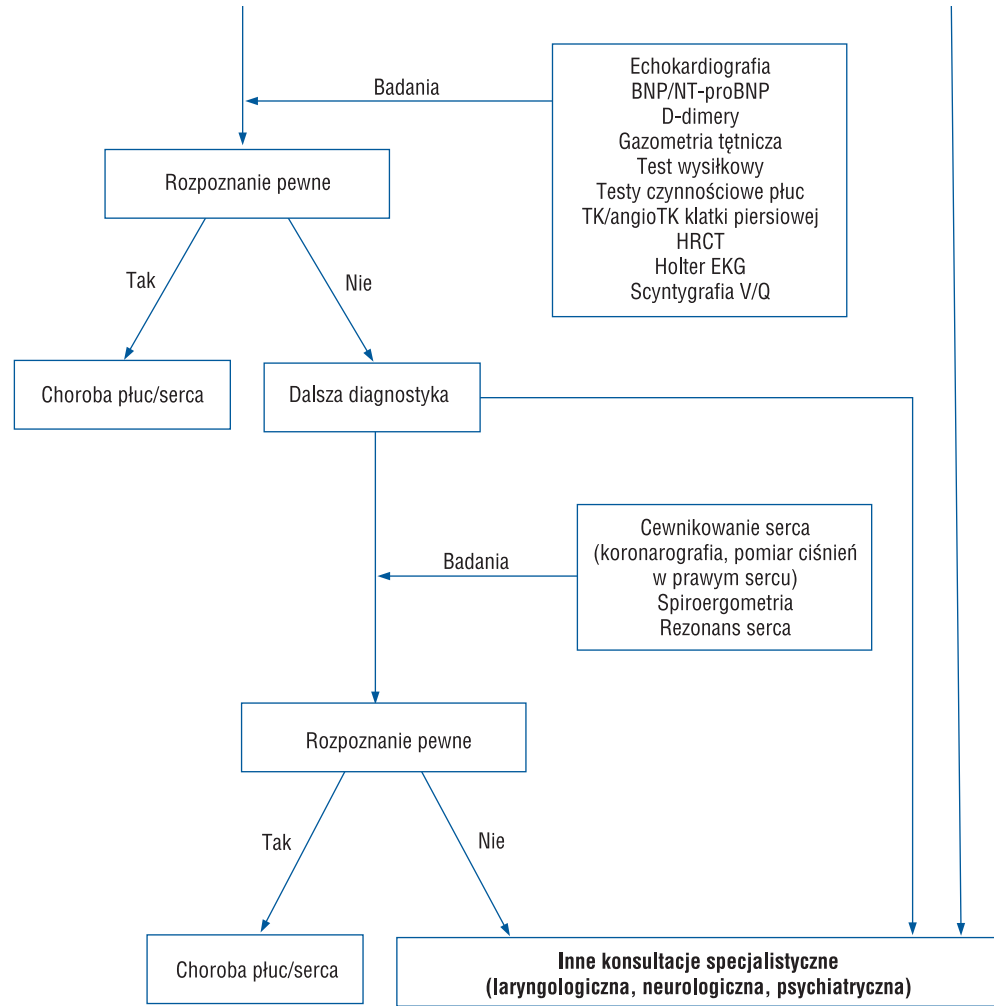 Badania
Echokardiografia
BNP/NT-proBNP
D-dimery
Gazometria tętnicza
Test wysiłkowy
Testy czynnościowe płuc
TK/angioTK klatki piersiowej
HRCT
Holter EKG
Scyntygrafia V/Q
Rozpoznanie pewne
Tak
Nie
Choroba płuc/serca
Dalsza diagnostyka
Badania
Cewnikowanie serca
(koronarografia, pomiar ciśnień
w prawym sercu)
Spiroergometria
Rezonans serca
Rozpoznanie pewne
Tak
Nie
Choroba płuc/serca
Inne konsultacje specjalistyczne
(laryngologiczna, neurologiczna, psychiatryczna)